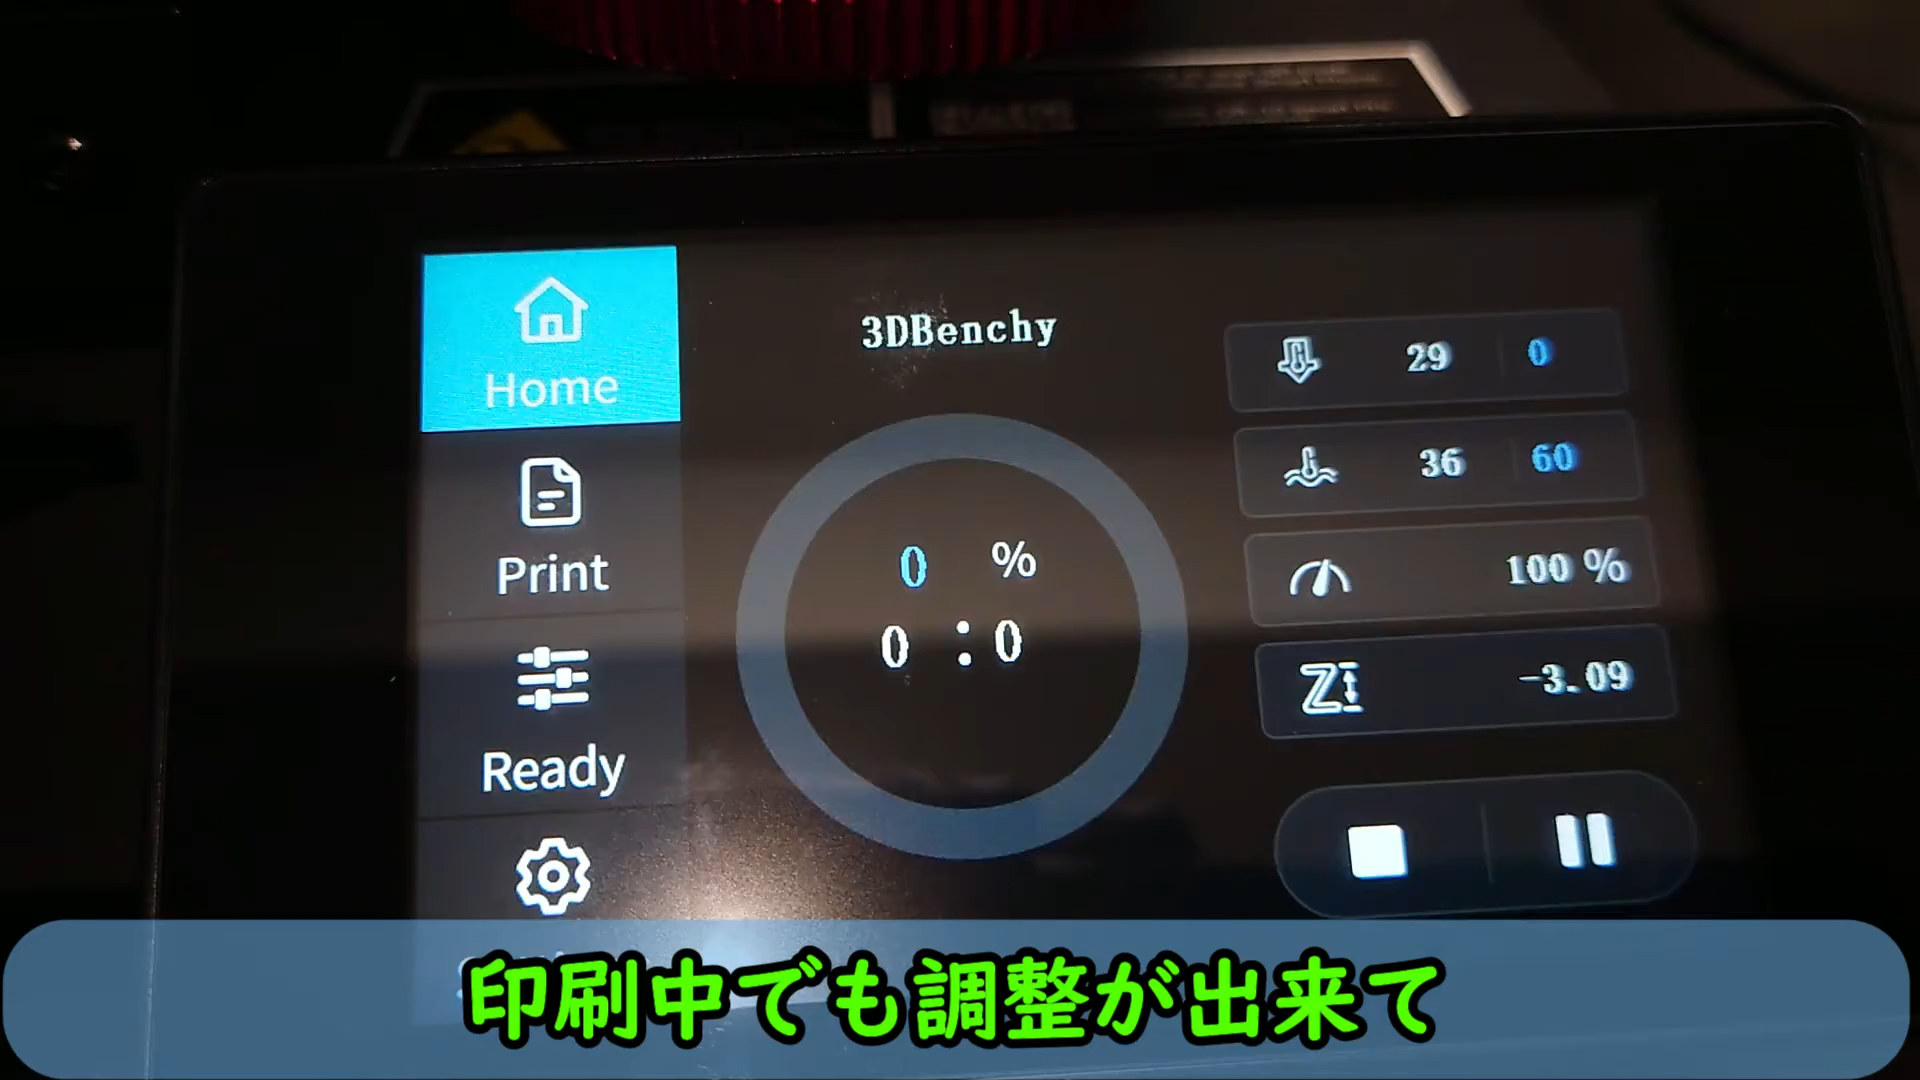 Home
Print
Ready
3DBenchy
0 %
0 : 0
29 0
36 60
100 %
Z -3.09
印刷中でも調整が出来て